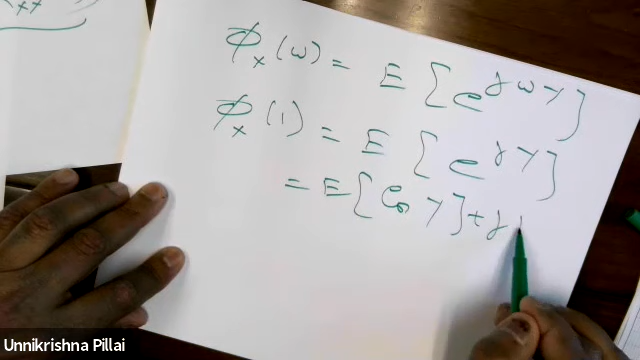 ϕₓ(ω) = E[e^{jωY}]
ϕₓ(1) = E[e^{jY}]
= E[Cos Y] + j
Unnikrishna Pillai